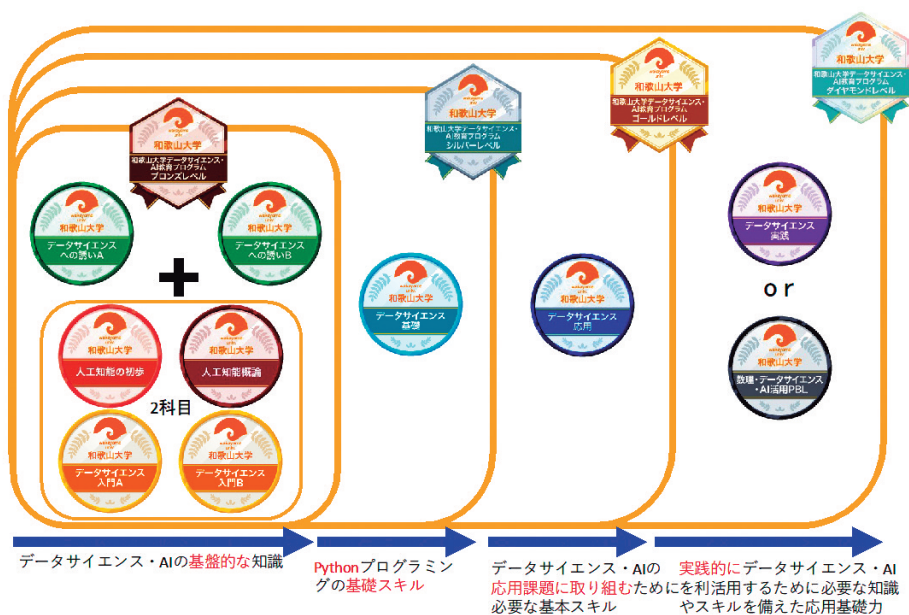 和歌山大学
和歌山大学データサイエンス・
AI教育プログラム
ダイヤモンドレベル
和歌山大学
和歌山大学データサイエンス・
AI教育プログラム
ゴールドレベル
和歌山大学
和歌山大学データサイエンス・
AI教育プログラム
シルバーレベル
和歌山大学
和歌山大学データサイエンス・
AI教育プログラム
ブロンズレベル
和歌山大学
データサイエンス
への誘いA
和歌山大学
データサイエンス
への誘いB
+
和歌山大学
人工知能の初歩
和歌山大学
人工知能概論
2科目
和歌山大学
データサイエンス
入門A
和歌山大学
データサイエンス
入門B
和歌山大学
データサイエンス
基礎
和歌山大学
データサイエンス
応用
和歌山大学
データサイエンス
実践
or
和歌山大学
数理・データサイエンス
・AI活用PBL
データサイエンス・AIの基盤的な知識
Pythonプログラミン
グの基礎スキル
データサイエンス・AIの
応用課題に取り組むために
必要な基本スキル
実践的にデータサイエンス・AI
を利活用するために必要な知識
やスキルを備えた応用基礎力